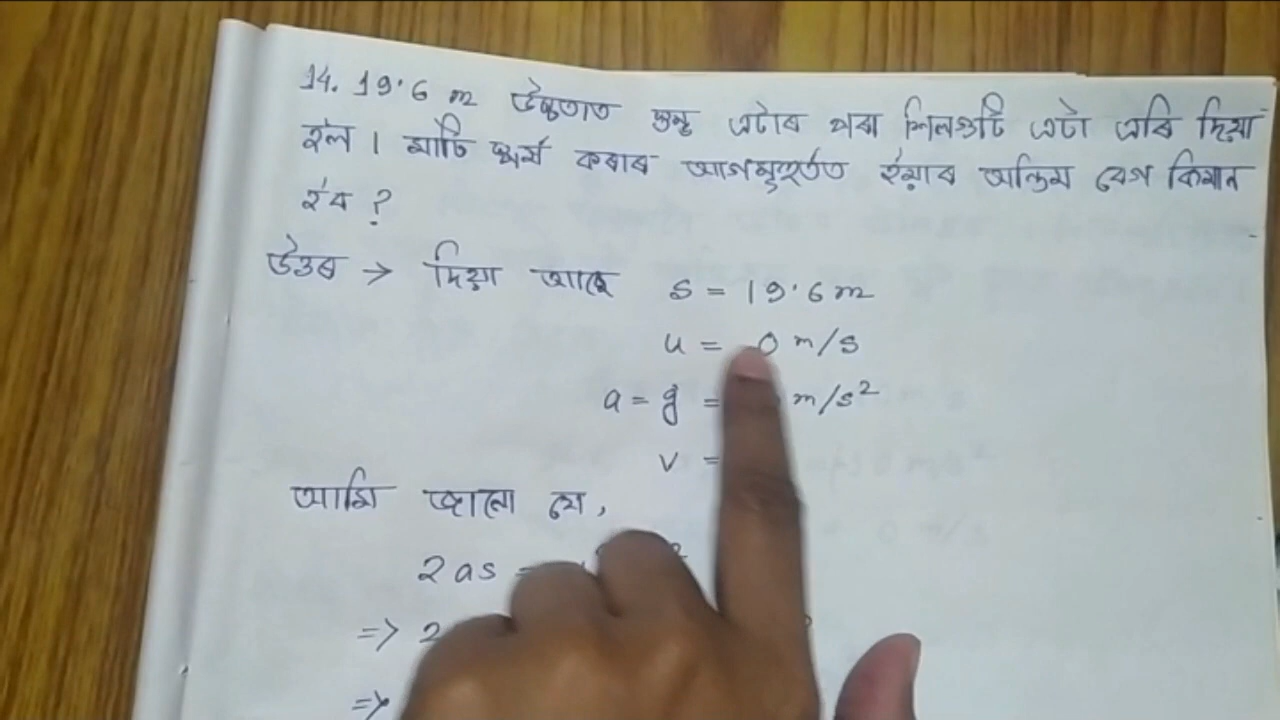 14. 19.6 m উচ্চতাত স্তম্ভ এটাৰ পৰা শিলগুটি এটা এৰি দিয়া
হ'ল । মাটি স্পৰ্শ কৰাৰ আগমুহূৰ্তত ইয়াৰ অন্তিম বেগ কিমান
হ'ব ?
উত্তৰ → দিয়া আছে s = 19.6 m
u = 0 m/s
a = g = m/s²
v =
আমি জানো যে,
2as =
=> 2
=>